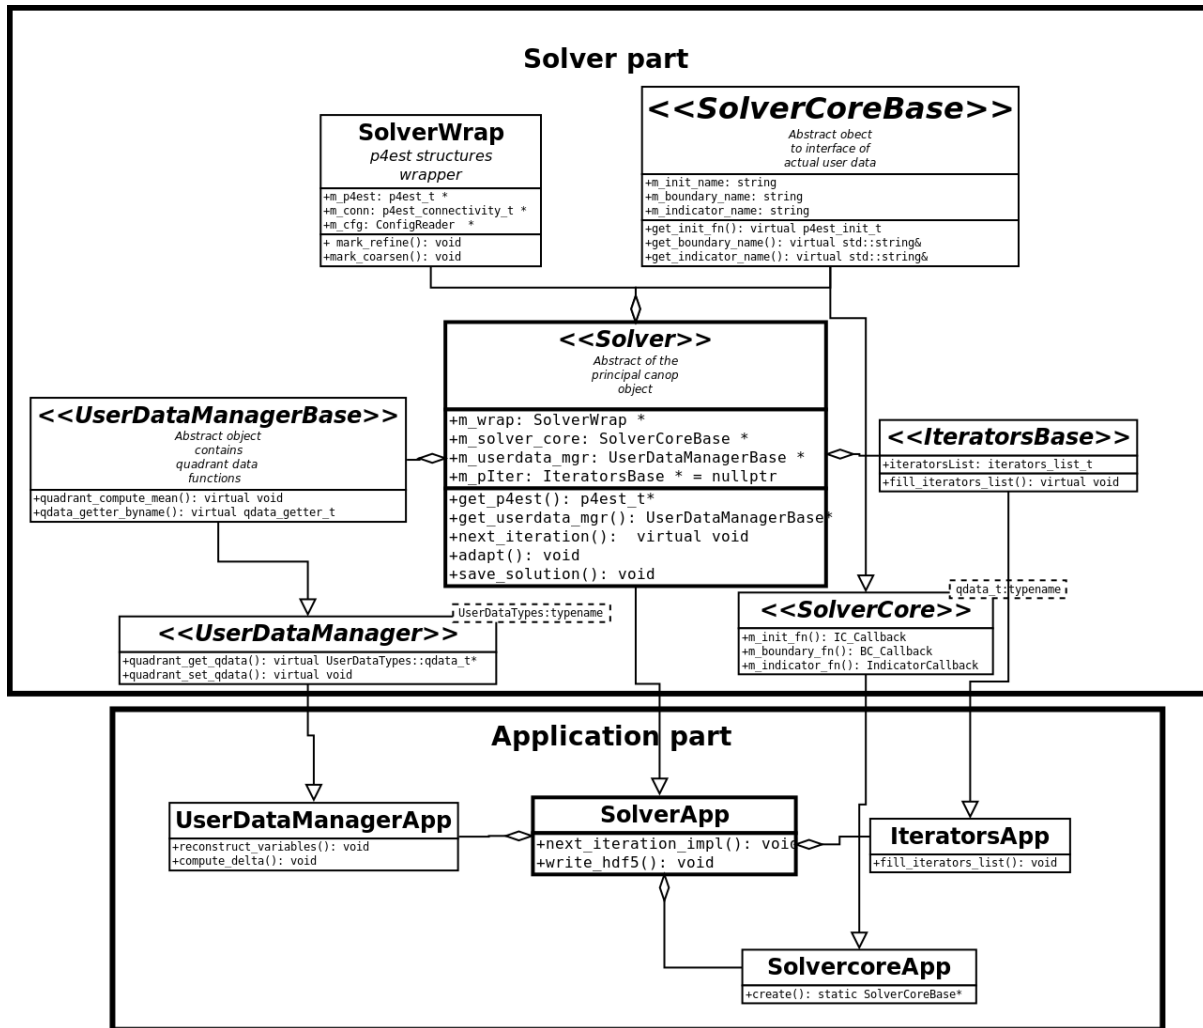 Solver part
SolverWrap
p4est structures
wrapper
+m_p4est: p4est_t *
+m_conn: p4est_connectivity_t *
+m_cfg: ConfigReader  *
+ mark_refine(): void
+mark_coarsen(): void
<<SolverCoreBase>>
Abstract obect
to interface of
actual user data
+m_init_name: string
+m_boundary_name: string
+m_indicator_name: string
+get_init_fn(): virtual p4est_init_t
+get_boundary_name(): virtual std::string&
+get_indicator_name(): virtual std::string&
<<Solver>>
Abstract of the
principal canop
object
+m_wrap: SolverWrap *
+m_solver_core: SolverCoreBase *
+m_userdata_mgr: UserDataManagerBase *
+m_pIter: IteratorsBase * = nullptr
+get_p4est(): p4est_t*
+get_userdata_mgr(): UserDataManagerBase*
+next_iteration():  virtual void
+adapt(): void
+save_solution(): void
<<UserDataManagerBase>>
Abstract object
contains
quadrant data
functions
+quadrant_compute_mean(): virtual void
+qdata_getter_byname(): virtual qdata_getter_t
<<IteratorsBase>>
+iteratorsList: iterators_list_t
+fill_iterators_list(): virtual void
UserDataTypes:typename
<<UserDataManager>>
+quadrant_get_qdata(): virtual UserDataTypes::qdata_t*
+quadrant_set_qdata(): virtual void
qdata_t:typename
<<SolverCore>>
+m_init_fn(): IC_Callback
+m_boundary_fn(): BC_Callback
+m_indicator_fn(): IndicatorCallback
Application part
UserDataManagerApp
+reconstruct_variables(): void
+compute_delta(): void
SolverApp
+next_iteration_impl(): void
+write_hdf5(): void
IteratorsApp
+fill_iterators_list(): void
SolvercoreApp
+create(): static SolverCoreBase*